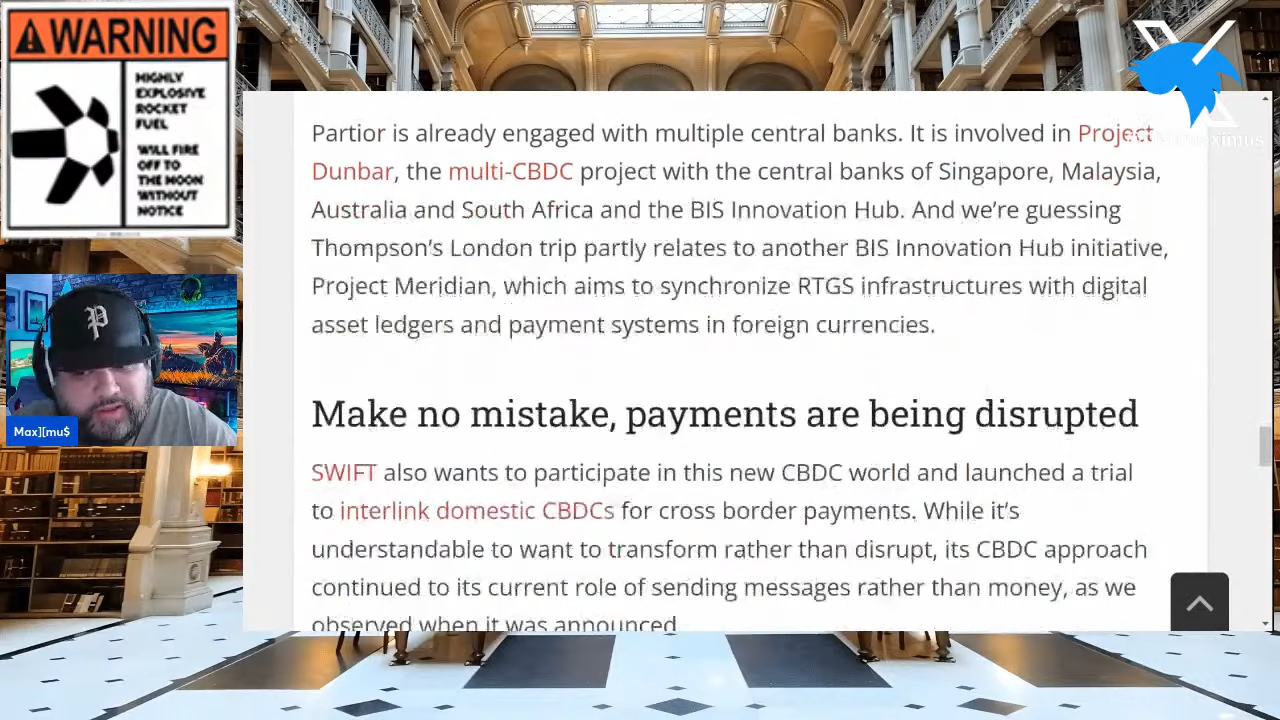 WARNING
HIGHLY
EXPLOSIVE
ROCKET
FUEL
WILL FIRE
OFF TO
THE MOON
WITHOUT
NOTICE
Partior is already engaged with multiple central banks. It is involved in Project
Dunbar, the multi-CBDC project with the central banks of Singapore, Malaysia,
Australia and South Africa and the BIS Innovation Hub. And we’re guessing
Thompson’s London trip partly relates to another BIS Innovation Hub initiative,
Project Meridian, which aims to synchronize RTGS infrastructures with digital
asset ledgers and payment systems in foreign currencies.
Make no mistake, payments are being disrupted
SWIFT also wants to participate in this new CBDC world and launched a trial
to interlink domestic CBDCs for cross border payments. While it’s
understandable to want to transform rather than disrupt, its CBDC approach
continued to its current role of sending messages rather than money, as we
observed when it was announced
P
Max][mu$